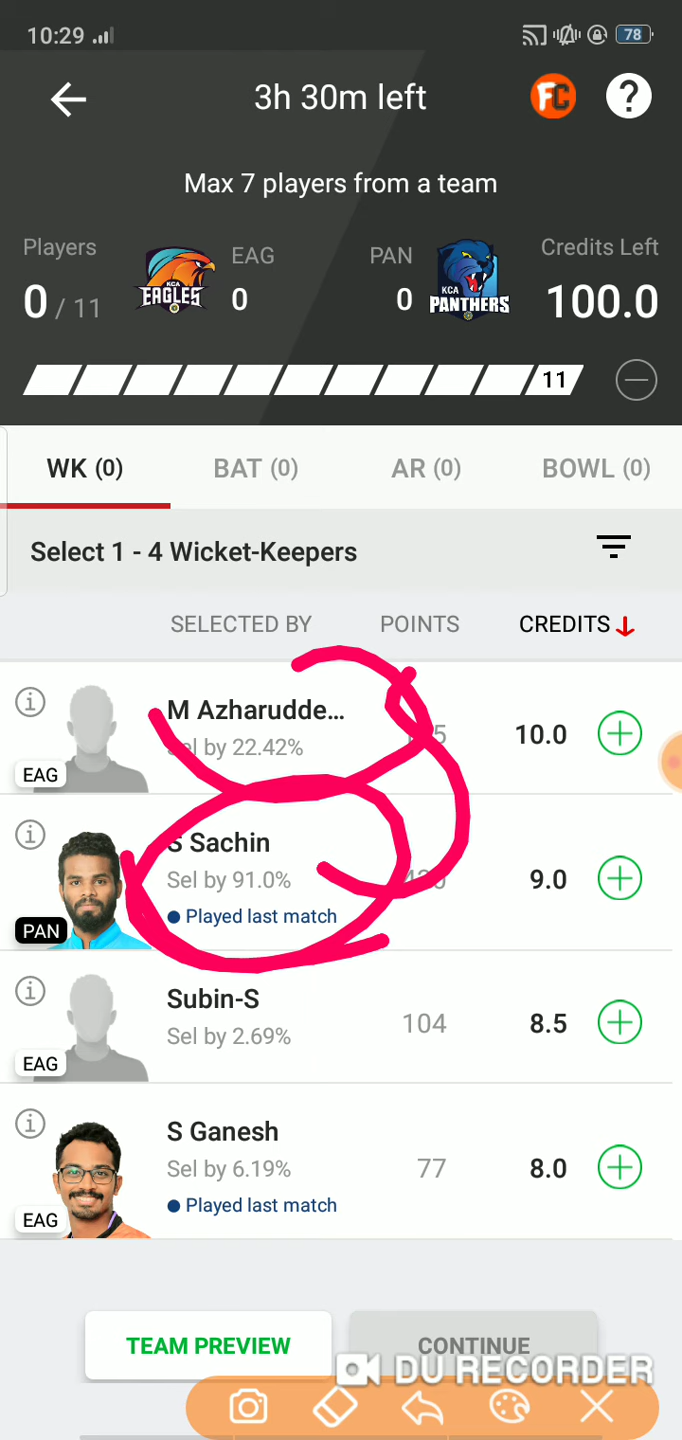 10:29
78
3h 30m left
FC
?
Max 7 players from a team
Players
EAG
PAN
Credits Left
0 / 11
KCA
EAGLES
0
0
KCA
PANTHERS
100.0
11
WK (0)
BAT (0)
AR (0)
BOWL (0)
Select 1 - 4 Wicket-Keepers
SELECTED BY
POINTS
CREDITS
M Azharudde...
Sel by 22.42%
10.0
EAG
S Sachin
Sel by 91.0%
9.0
Played last match
PAN
Subin-S
Sel by 2.69%
104
8.5
EAG
S Ganesh
Sel by 6.19%
77
8.0
Played last match
EAG
TEAM PREVIEW
CONTINUE
DU RECORDER